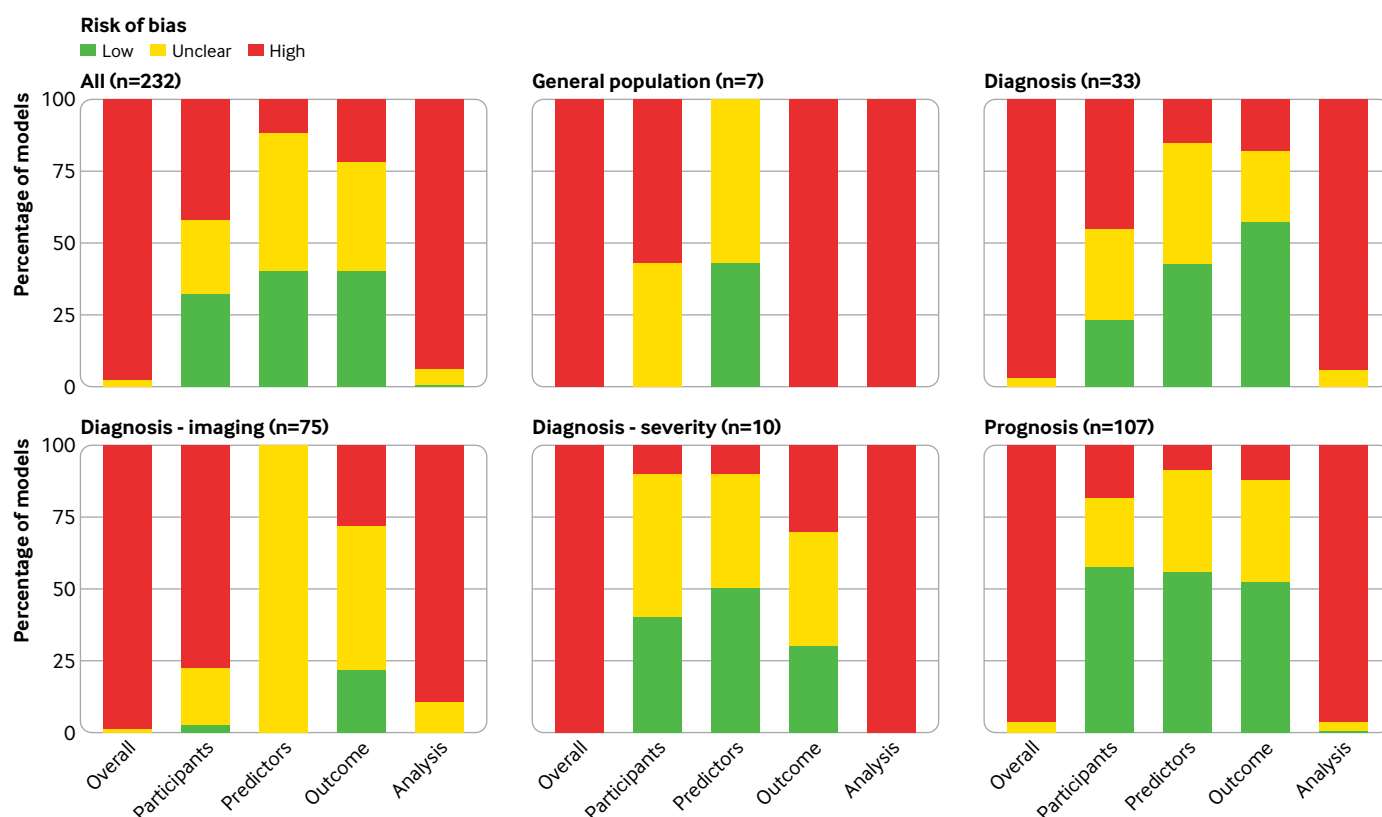 Risk of bias
Low Unclear High
All (n=232)
General population (n=7)
Diagnosis (n=33)
Percentage of models
100
75
50
25
0
Diagnosis - imaging (n=75)
Diagnosis - severity (n=10)
Prognosis (n=107)
Percentage of models
100
75
50
25
0
Overall Participants Predictors Outcome Analysis
Overall Participants Predictors Outcome Analysis
Overall Participants Predictors Outcome Analysis